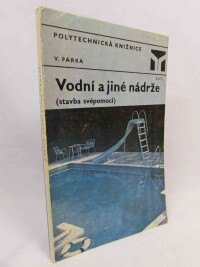 POLYTECHNICKÁ KNIŽNICE
V. FARKA
Vodní a jiné nádrže
(stavba svépomocí)